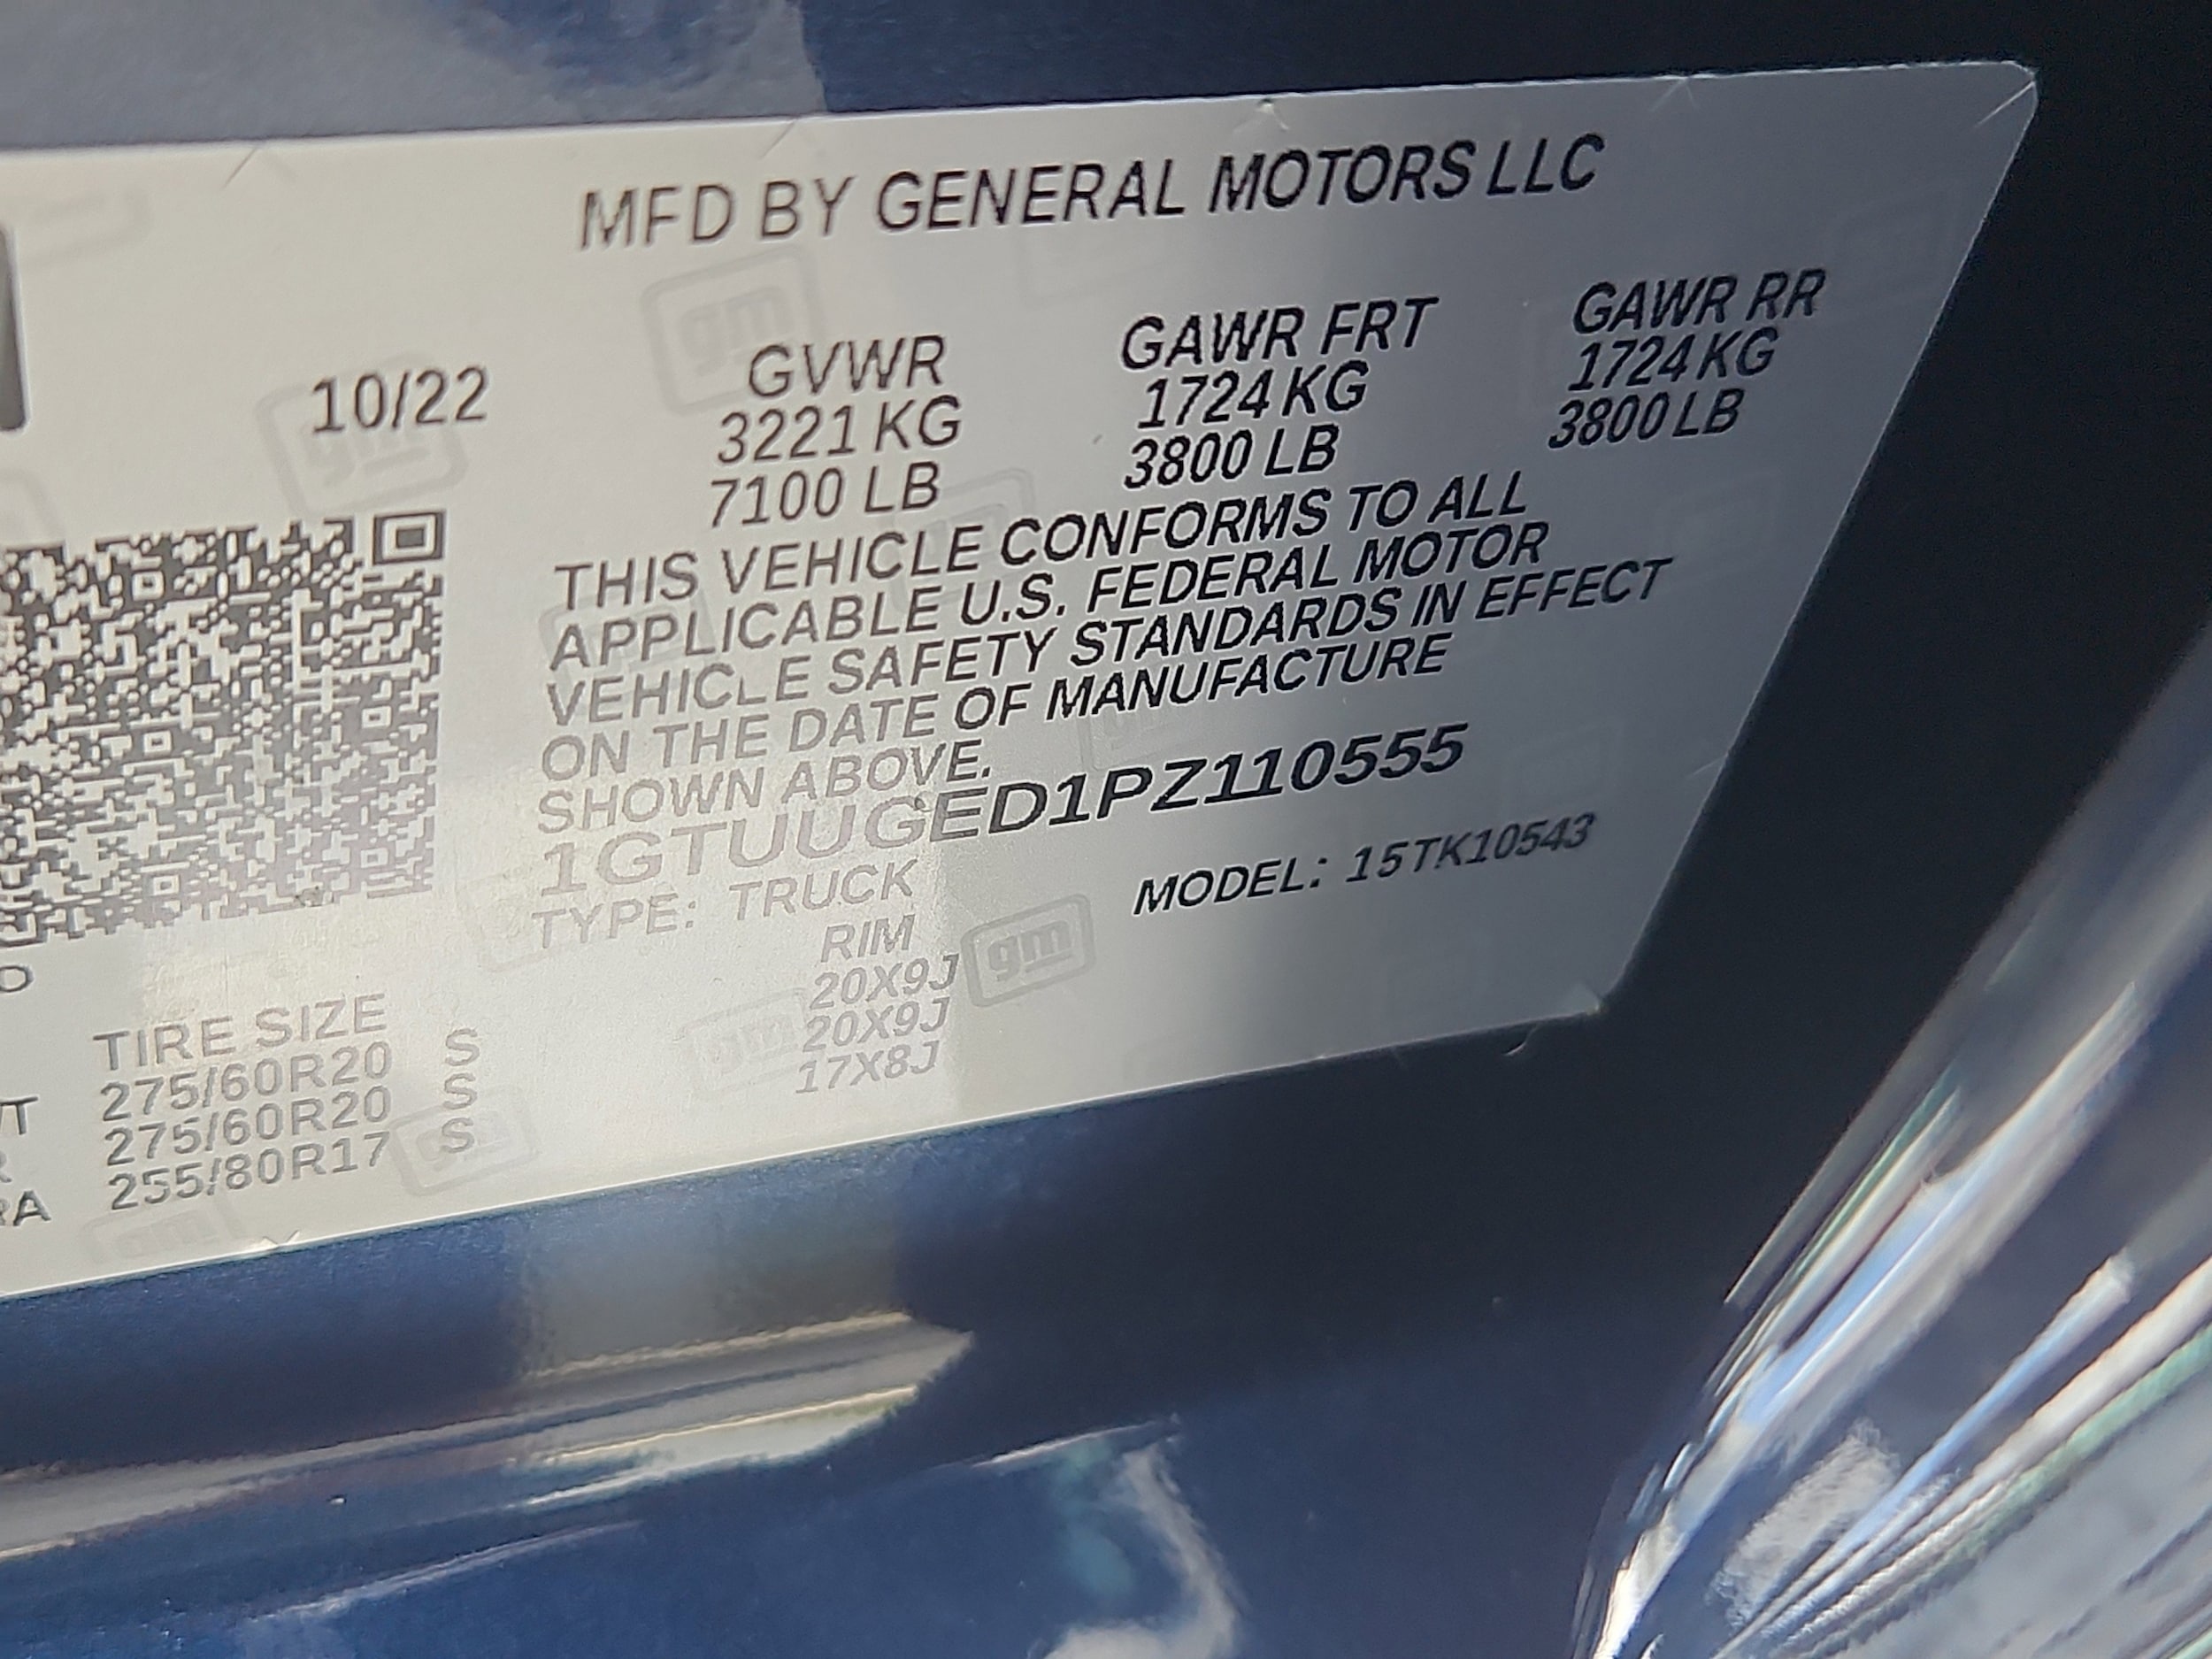 MFD BY GENERAL MOTORS LLC
10/22
GVWR GAWR FRT GAWR RR
3221 KG 1724 KG 1724 KG
7100 LB 3800 LB 3800 LB
THIS VEHICLE CONFORMS TO ALL
APPLICABLE U.S. FEDERAL MOTOR
VEHICLE SAFETY STANDARDS IN EFFECT
ON THE DATE OF MANUFACTURE
SHOWN ABOVE.
1GTUUGED1PZ110555
TYPE: TRUCK MODEL: 15TK10543
TIRE SIZE RIM
275/60R20 S 20X9J
275/60R20 S 20X9J
255/80R17 S 17X8J
gm